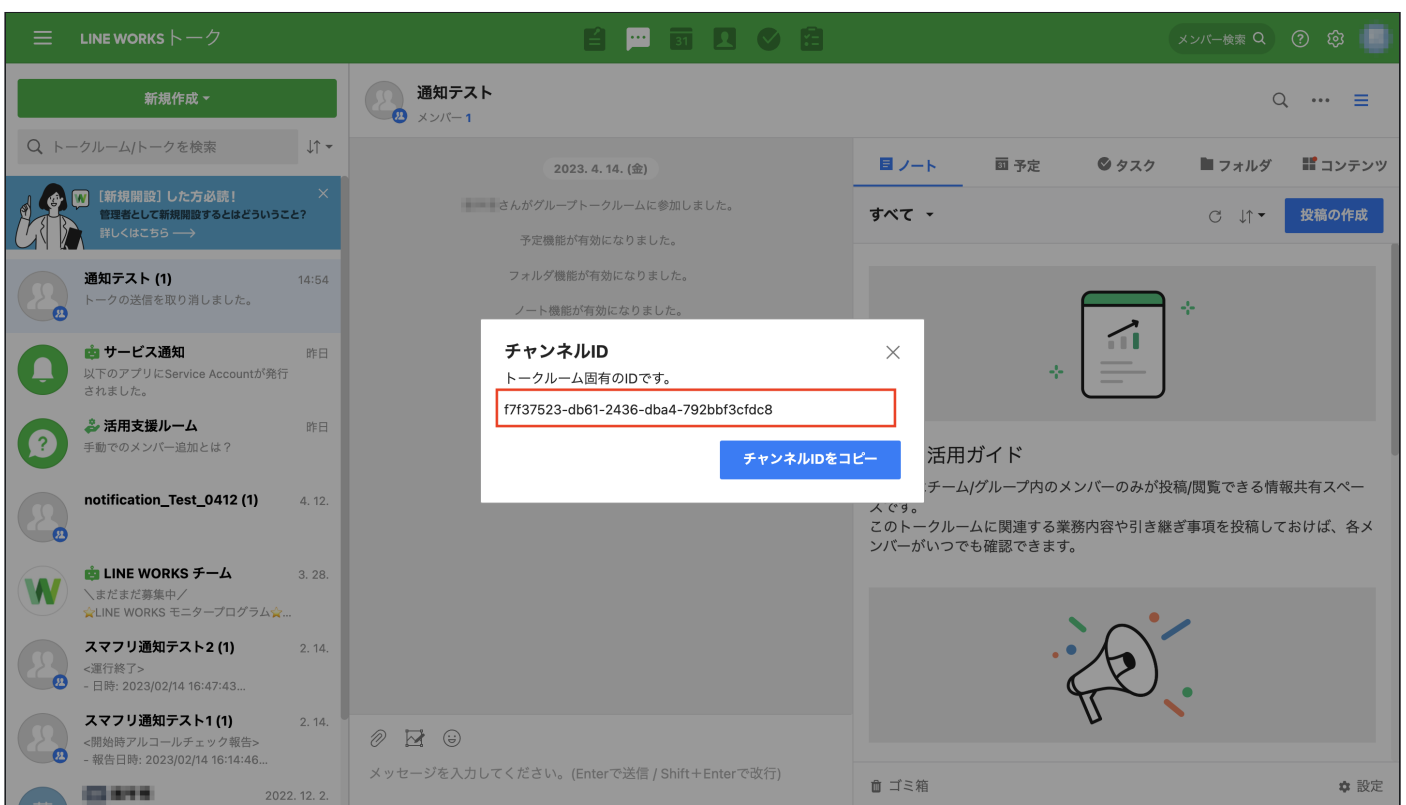 LINE WORKSトーク
31
メンバー検索
新規作成
トークルーム/トークを検索
[新規開設] した方必読！
管理者として新規開設するとはどういうこと？
詳しくはこちら
通知テスト (1)
14:54
トークの送信を取り消しました。
サービス通知
昨日
以下のアプリにService Accountが発行
されました。
活用支援ルーム
昨日
手動でのメンバー追加とは？
notification_Test_0412 (1)
4. 12.
LINE WORKS チーム
3. 28.
＼まだまだ募集中／
⭐LINE WORKS モニタープログラム⭐...
スマフリ通知テスト2 (1)
2. 14.
<運行終了>
- 日時: 2023/02/14 16:47:43...
スマフリ通知テスト1 (1)
2. 14.
<開始時アルコールチェック報告>
- 報告日時: 2023/02/14 16:14:46...
2022. 12. 2.
通知テスト
メンバー 1
2023. 4. 14. (金)
さんがグループトークルームに参加しました。
予定機能が有効になりました。
フォルダ機能が有効になりました。
ノート機能が有効になりました。
チャンネルID
トークルーム固有のIDです。
f7f37523-db61-2436-dba4-792bbf3cfdc8
チャンネルIDをコピー
メッセージを入力してください。(Enterで送信 / Shift＋Enterで改行)
ノート
予定
タスク
フォルダ
コンテンツ
すべて
投稿の作成
活用ガイド
チーム/グループ内のメンバーのみが投稿/閲覧できる情報共有スペー
スです。
このトークルームに関連する業務内容や引き継ぎ事項を投稿しておけば、各メ
ンバーがいつでも確認できます。
ゴミ箱
設定